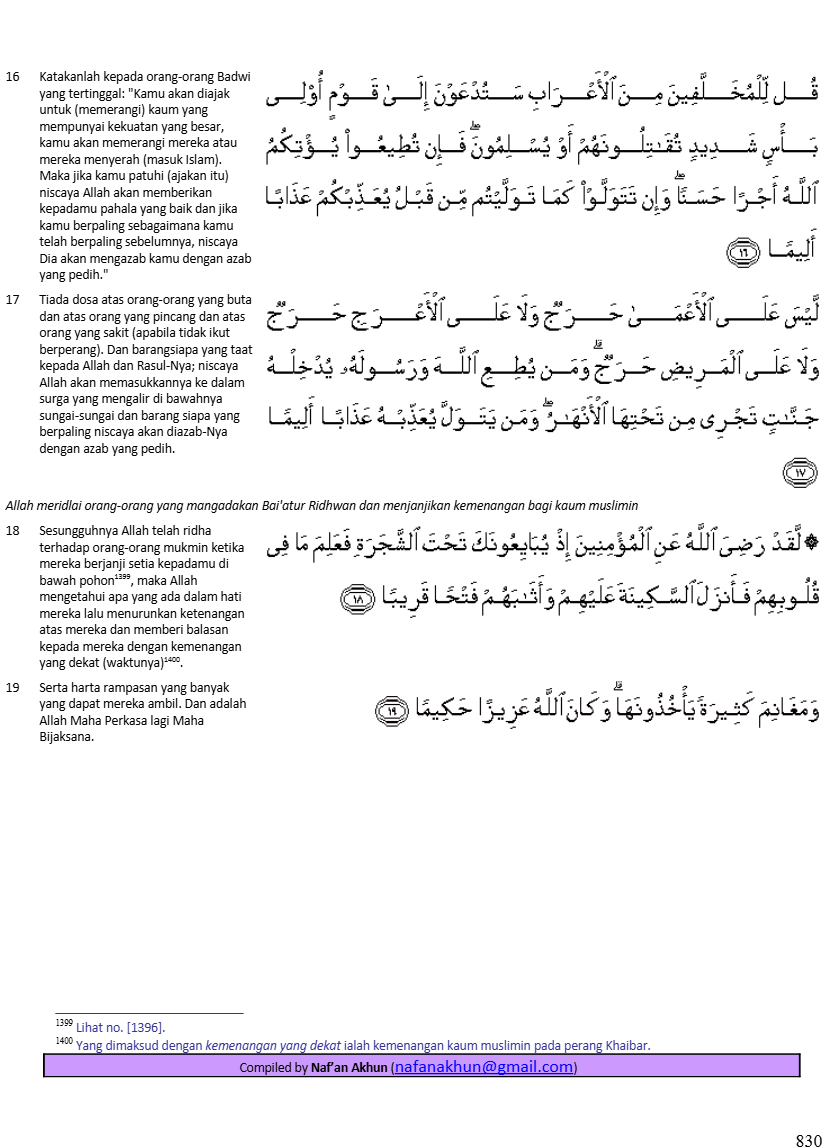 16 Katakanlah kepada orang-orang Badwi
yang tertinggal: "Kamu akan diajak
untuk (memerangi) kaum yang
mempunyai kekuatan yang besar,
kamu akan memerangi mereka atau
mereka menyerah (masuk Islam).
Maka jika kamu patuhi (ajakan itu)
niscaya Allah akan memberikan
kepadamu pahala yang baik dan jika
kamu berpaling sebagaimana kamu
telah berpaling sebelumnya, niscaya
Dia akan mengazab kamu dengan azab
yang pedih."
قُل لِّلْمُخَلَّفِينَ مِنَ ٱلْأَعْرَابِ سَتُدْعَوْنَ إِلَىٰ قَوْمٍ أُو۟لِى
بَأْسٍ شَدِيدٍ تُقَٰتِلُونَهُمْ أَوْ يُسْلِمُونَ ۖ فَإِن تُطِيعُوا۟ يُؤْتِكُمُ
ٱللَّهُ أَجْرًا حَسَنًا ۖ وَإِن تَتَوَلَّوْا۟ كَمَا تَوَلَّيْتُم مِّن قَبْلُ يُعَذِّبْكُمْ عَذَابًا
أَلِيمًا ١٦
17 Tiada dosa atas orang-orang yang buta
dan atas orang yang pincang dan atas
orang yang sakit (apabila tidak ikut
berperang). Dan barangsiapa yang taat
kepada Allah dan Rasul-Nya; niscaya
Allah akan memasukkannya ke dalam
surga yang mengalir di bawahnya
sungai-sungai dan barang siapa yang
berpaling niscaya akan diazab-Nya
dengan azab yang pedih.
لَّيْسَ عَلَى ٱلْأَعْمَىٰ حَرَجٌ وَلَا عَلَى ٱلْأَعْرَجِ حَرَجٌ
وَلَا عَلَى ٱلْمَرِيضِ حَرَجٌ ۗ وَمَن يُطِعِ ٱللَّهَ وَرَسُولَهُۥ يُدْخِلْهُ
جَنَّٰتٍ تَجْرِى مِن تَحْتِهَا ٱلْأَنْهَٰرُ ۖ وَمَن يَتَوَلَّ يُعَذِّبْهُ عَذَابًا أَلِيمًا
١٧
Allah meridlai orang-orang yang mangadakan Bai'atur Ridhwan dan menjanjikan kemenangan bagi kaum muslimin
18 Sesungguhnya Allah telah ridha
terhadap orang-orang mukmin ketika
mereka berjanji setia kepadamu di
bawah pohon¹³⁹⁹, maka Allah
mengetahui apa yang ada dalam hati
mereka lalu menurunkan ketenangan
atas mereka dan memberi balasan
kepada mereka dengan kemenangan
yang dekat (waktunya)¹⁴⁰⁰.
۞ لَّقَدْ رَضِىَ ٱللَّهُ عَنِ ٱلْمُؤْمِنِينَ إِذْ يُبَايِعُونَكَ تَحْتَ ٱلشَّجَرَةِ فَعَلِمَ مَا فِى
قُلُوبِهِمْ فَأَنزَلَ ٱلسَّكِينَةَ عَلَيْهِمْ وَأَثَٰبَهُمْ فَتْحًا قَرِيبًا ١٨
19 Serta harta rampasan yang banyak
yang dapat mereka ambil. Dan adalah
Allah Maha Perkasa lagi Maha
Bijaksana.
وَمَغَانِمَ كَثِيرَةً يَأْخُذُونَهَا ۗ وَكَانَ ٱللَّهُ عَزِيزًا حَكِيمًا ١٩
¹³⁹⁹ Lihat no. [1396].
¹⁴⁰⁰ Yang dimaksud dengan kemenangan yang dekat ialah kemenangan kaum muslimin pada perang Khaibar.
Compiled by Naf'an Akhun (nafanakhun@gmail.com)
830